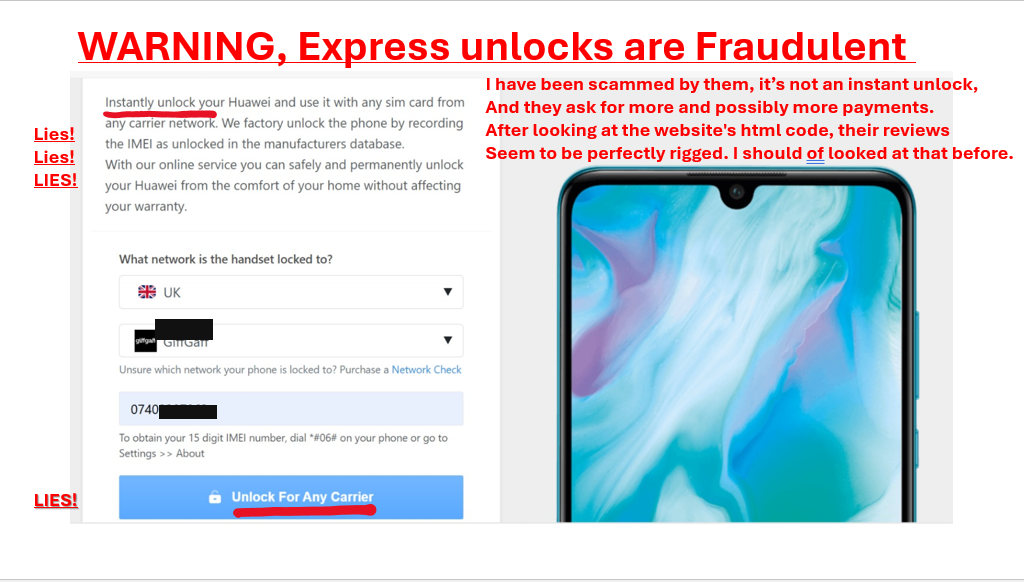 WARNING, Express unlocks are Fraudulent
I have been scammed by them, it's not an instant unlock,
And they ask for more and possibly more payments.
After looking at the website's html code, their reviews
Seem to be perfectly rigged. I should of looked at that before.
Lies!
Lies!
LIES!
Instantly unlock your Huawei and use it with any sim card from
any carrier network. We factory unlock the phone by recording
the IMEI as unlocked in the manufacturers database.
With our online service you can safely and permanently unlock
your Huawei from the comfort of your home without affecting
your warranty.
What network is the handset locked to?
UK
giffgaff GiffGaff
Unsure which network your phone is locked to? Purchase a Network Check
0740
To obtain your 15 digit IMEI number, dial *#06# on your phone or go to
Settings >> About
LIES!
Unlock For Any Carrier